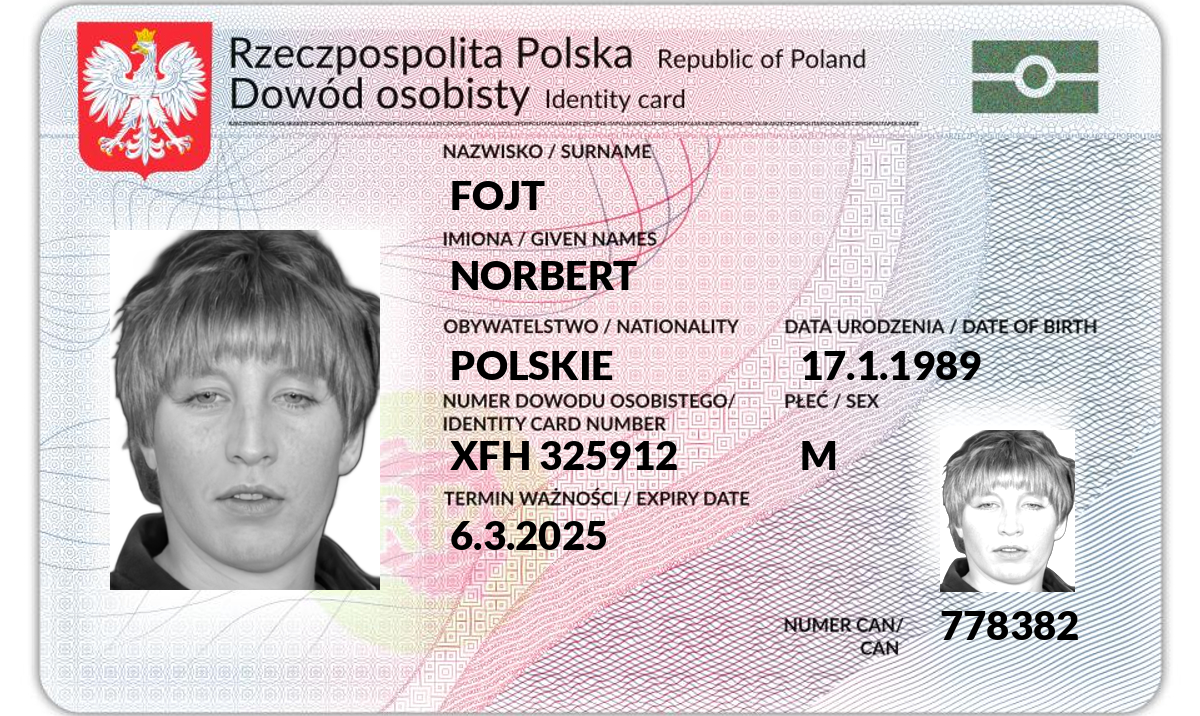 Rzeczpospolita Polska Republic of Poland
Dowód osobisty Identity card
NAZWISKO / SURNAME
FOJT
IMIONA / GIVEN NAMES
NORBERT
OBYWATELSTWO / NATIONALITY DATA URODZENIA / DATE OF BIRTH
POLSKIE 17.1.1989
NUMER DOWODU OSOBISTEGO/ PŁEĆ / SEX
IDENTITY CARD NUMBER
XFH 325912 M
TERMIN WAŻNOŚCI / EXPIRY DATE
6.3.2025
NUMER CAN/ 778382
CAN